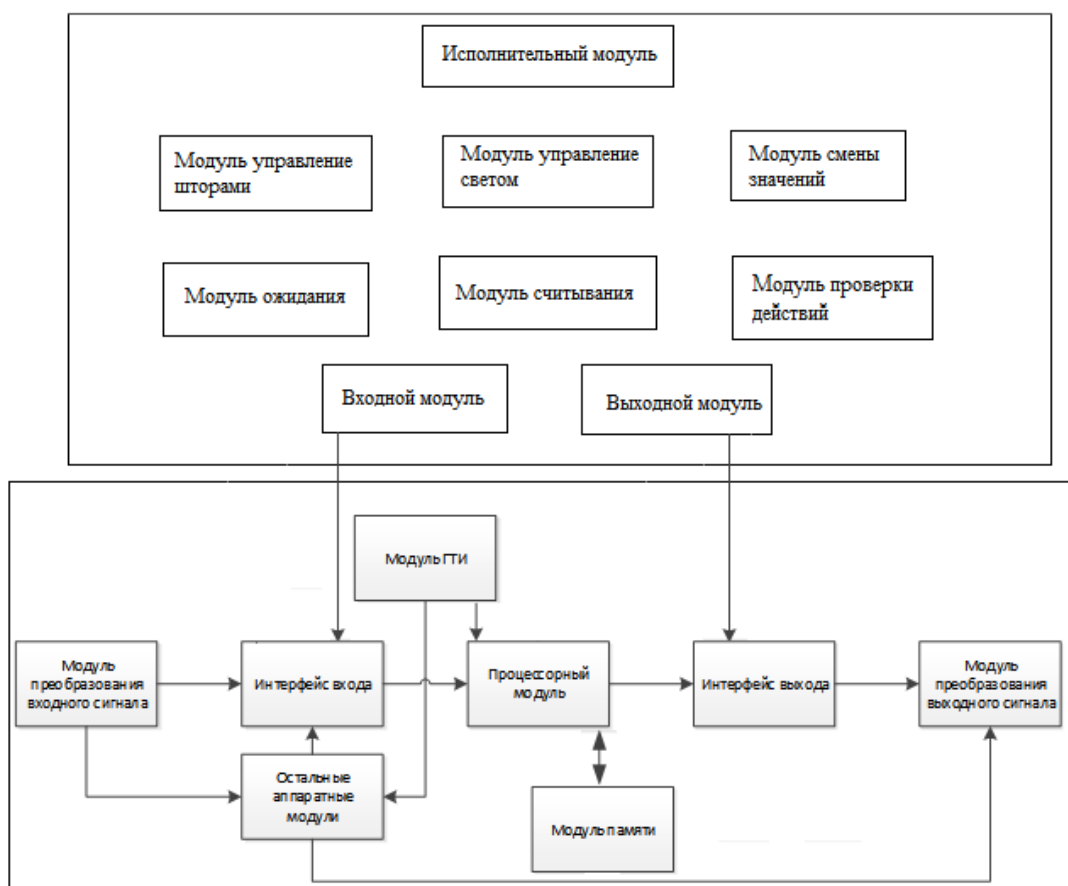 Исполнительный модуль
Модуль управление
шторами
Модуль управление
светом
Модуль смены
значений
Модуль ожидания
Модуль считывания
Модуль проверки
действий
Входной модуль
Выходной модуль
Модуль ГТИ
Модуль
преобразования
входного сигнала
Интерфейс входа
Процессорный
модуль
Интерфейс выхода
Модуль
преобразования
выходного сигнала
Остальные
аппаратные
модули
Модуль памяти